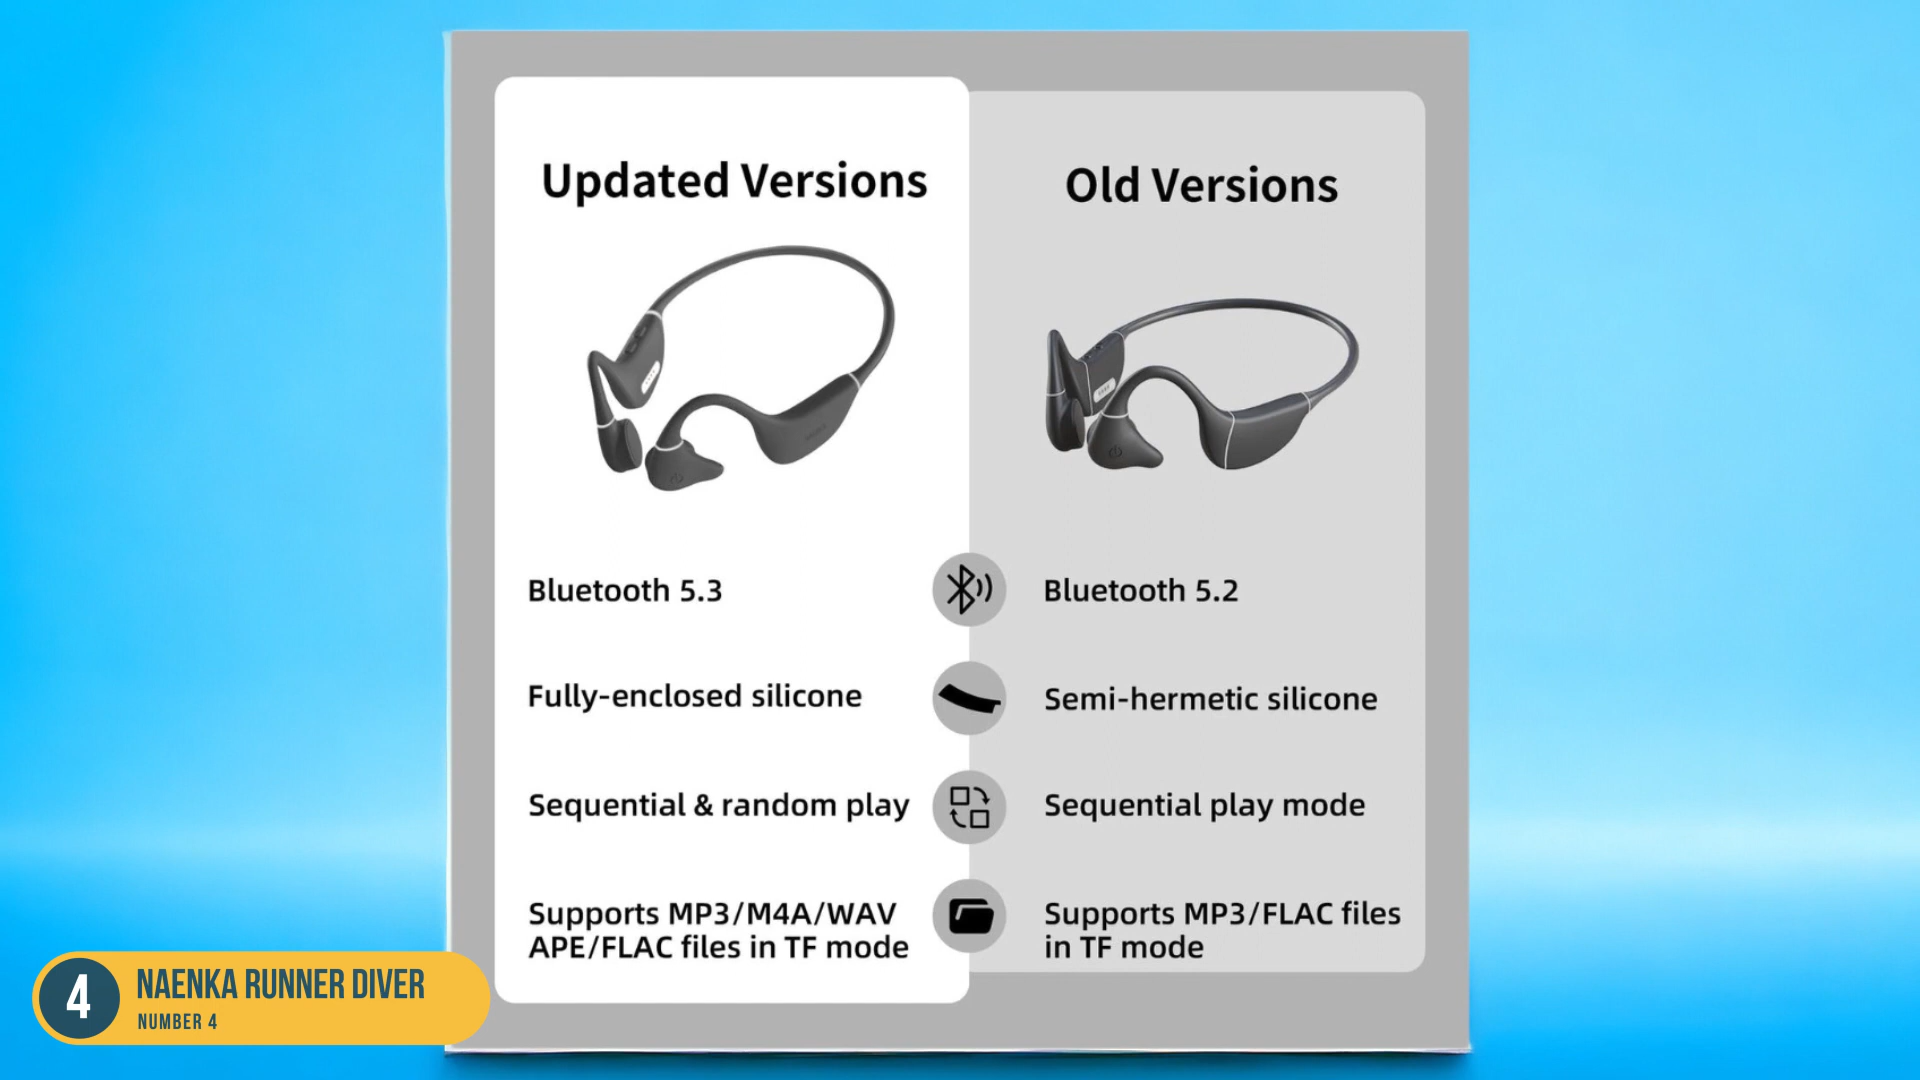 Updated Versions
Old Versions
Bluetooth 5.3
Bluetooth 5.2
Fully-enclosed silicone
Semi-hermetic silicone
Sequential & random play
Sequential play mode
Supports MP3/M4A/WAV
APE/FLAC files in TF mode
Supports MP3/FLAC files
in TF mode
4
NAENKA RUNNER DIVER
NUMBER 4